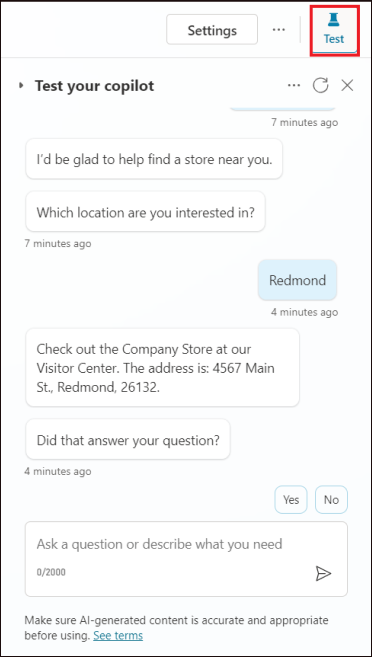 Settings
...
Test
Test your copilot
...
7 minutes ago
I'd be glad to help find a store near you.
Which location are you interested in?
7 minutes ago
Redmond
4 minutes ago
Check out the Company Store at our
Visitor Center. The address is: 4567 Main
St., Redmond, 26132.
Did that answer your question?
4 minutes ago
Yes No
Ask a question or describe what you need
0/2000
Make sure AI-generated content is accurate and appropriate
before using. See terms